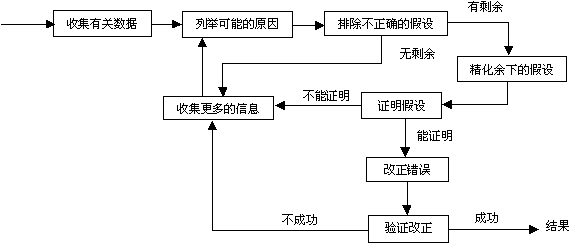 收集有关数据
列举可能的原因
排除不正确的假设
有剩余
无剩余
精化余下的假设
收集更多的信息
不能证明
证明假设
能证明
改正错误
不成功
验证改正
成功
结果